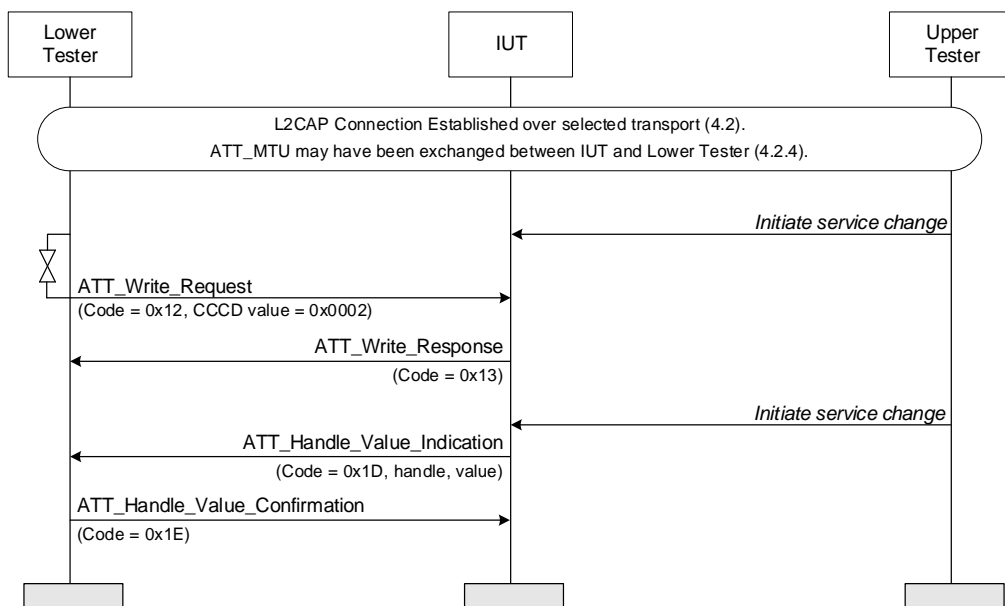 Lower
Tester
IUT
Upper
Tester
L2CAP Connection Established over selected transport (4.2).
ATT_MTU may have been exchanged between IUT and Lower Tester (4.2.4).
Initiate service change
ATT_Write_Request
(Code = 0x12, CCCD value = 0x0002)
ATT_Write_Response
(Code = 0x13)
Initiate service change
ATT_Handle_Value_Indication
(Code = 0x1D, handle, value)
ATT_Handle_Value_Confirmation
(Code = 0x1E)